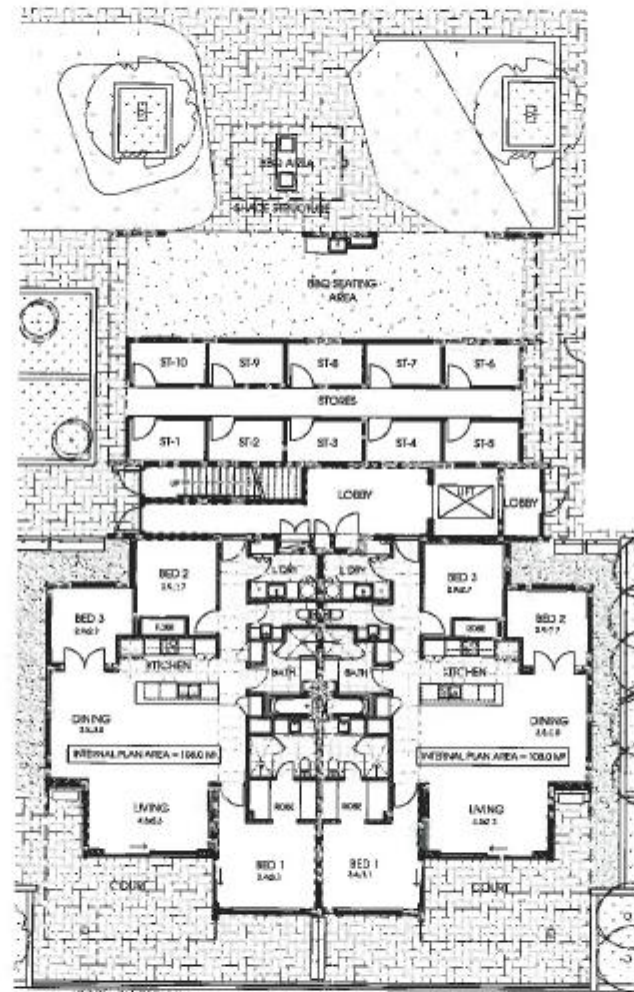 BBQ AREA
SHADE STRUCTURE
BBQ SEATING
AREA
ST-10
ST-9
ST-8
ST-7
ST-6
STORES
ST-1
ST-2
ST-3
ST-4
ST-5
UP
LOBBY
LIFT
LOBBY
BED 2
L'DRY
L'DRY
BED 3
BED 3
ROBE
ROBE
BED 2
KITCHEN
BATH
BATH
KITCHEN
DINING
DINING
INTERNAL PLAN AREA = 108.0 M²
INTERNAL PLAN AREA = 108.0 M²
LIVING
ROBE
ROBE
LIVING
BED 1
BED 1
COURT
COURT